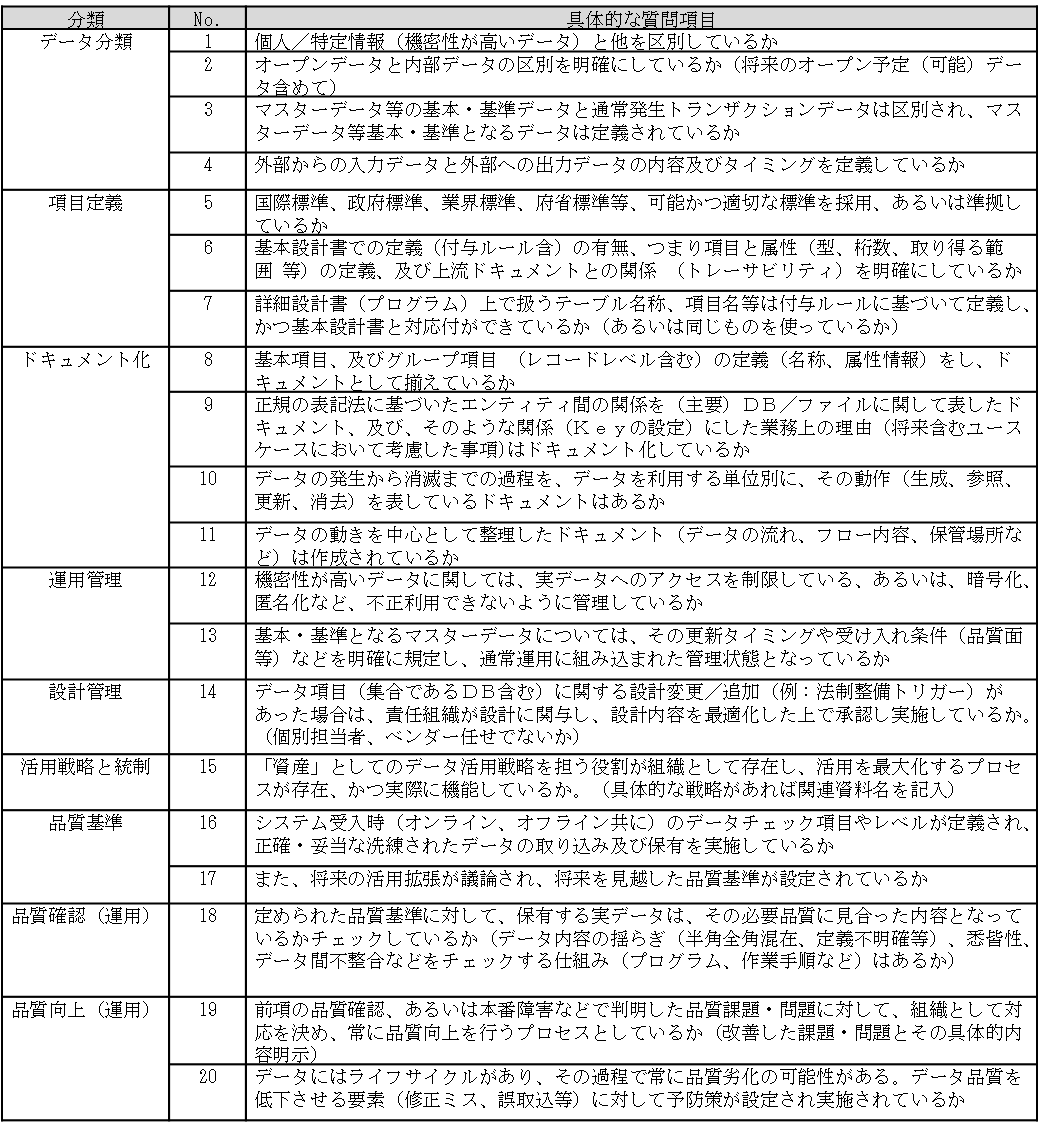 分類 No. 具体的な質問項目
データ分類 1 個人／特定情報（機密性が高いデータ）と他を区別しているか
2 オープンデータと内部データの区別を明確にしているか（将来のオープン予定（可能）デー
タ含めて）
3 マスターデータ等の基本・基準データと通常発生トランザクションデータは区別され、マス
ターデータ等基本・基準となるデータは定義されているか
4 外部からの入力データと外部への出力データの内容及びタイミングを定義しているか
項目定義 5 国際標準、政府標準、業界標準、府省標準等、可能かつ適切な標準を採用、あるいは準拠し
ているか
6 基本設計書での定義（付与ルール含）の有無、つまり項目と属性（型、桁数、取り得る範
囲 等）の定義、及び上流ドキュメントとの関係 （トレーサビリティ）を明確にしているか
7 詳細設計書（プログラム）上で扱うテーブル名称、項目名等は付与ルールに基づいて定義し、
かつ基本設計書と対応付ができているか（あるいは同じものを使っているか）
ドキュメント化 8 基本項目、及びグループ項目 （レコードレベル含む）の定義（名称、属性情報）をし、ド
キュメントとして揃えているか
9 正規の表記法に基づいたエンティティ間の関係を（主要）ＤＢ／ファイルに関して表したド
キュメント、及び、そのような関係（Ｋｅｙの設定）にした業務上の理由（将来含むユース
ケースにおいて考慮した事項)はドキュメント化しているか
10 データの発生から消滅までの過程を、データを利用する単位別に、その動作（生成、参照、
更新、消去）を表しているドキュメントはあるか
11 データの動きを中心として整理したドキュメント（データの流れ、フロー内容、保管場所な
ど）は作成されているか
運用管理 12 機密性が高いデータに関しては、実データへのアクセスを制限している、あるいは、暗号化、
匿名化など、不正利用できないように管理しているか
13 基本・基準となるマスターデータについては、その更新タイミングや受け入れ条件（品質面
等）などを明確に規定し、通常運用に組み込まれた管理状態となっているか
設計管理 14 データ項目（集合であるＤＢ含む）に関する設計変更／追加（例：法制整備トリガー）が
あった場合は、責任組織が設計に関与し、設計内容を最適化した上で承認し実施しているか。
（個別担当者、ベンダー任せでないか）
活用戦略と統制 15 「資産」としてのデータ活用戦略を担う役割が組織として存在し、活用を最大化するプロセ
スが存在、かつ実際に機能しているか。（具体的な戦略があれば関連資料名を記入）
品質基準 16 システム受入時（オンライン、オフライン共に）のデータチェック項目やレベルが定義され、
正確・妥当な洗練されたデータの取り込み及び保有を実施しているか
17 また、将来の活用拡張が議論され、将来を見越した品質基準が設定されているか
品質確認（運用） 18 定められた品質基準に対して、保有する実データは、その必要品質に見合った内容となって
いるかチェックしているか（データ内容の揺らぎ（半角全角混在、定義不明確等）、悉皆性、
データ間不整合などをチェックする仕組み（プログラム、作業手順など）はあるか）
品質向上（運用） 19 前項の品質確認、あるいは本番障害などで判明した品質課題・問題に対して、組織として対
応を決め、常に品質向上を行うプロセスとしているか（改善した課題・問題とその具体的内
容明示）
20 データにはライフサイクルがあり、その過程で常に品質劣化の可能性がある。データ品質を
低下させる要素（修正ミス、誤取込等）に対して予防策が設定され実施されているか